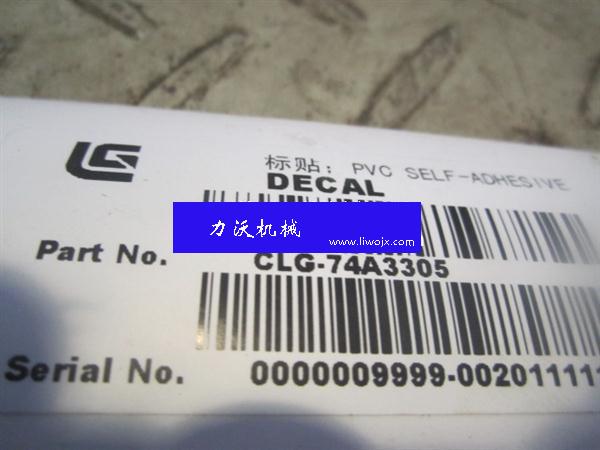 标贴: PVC SELF-ADHESIVE
DECAL
力沃机械
www.liwojx.com
Part No.
CLG-74A3305
Serial No.
0000009999-002011111